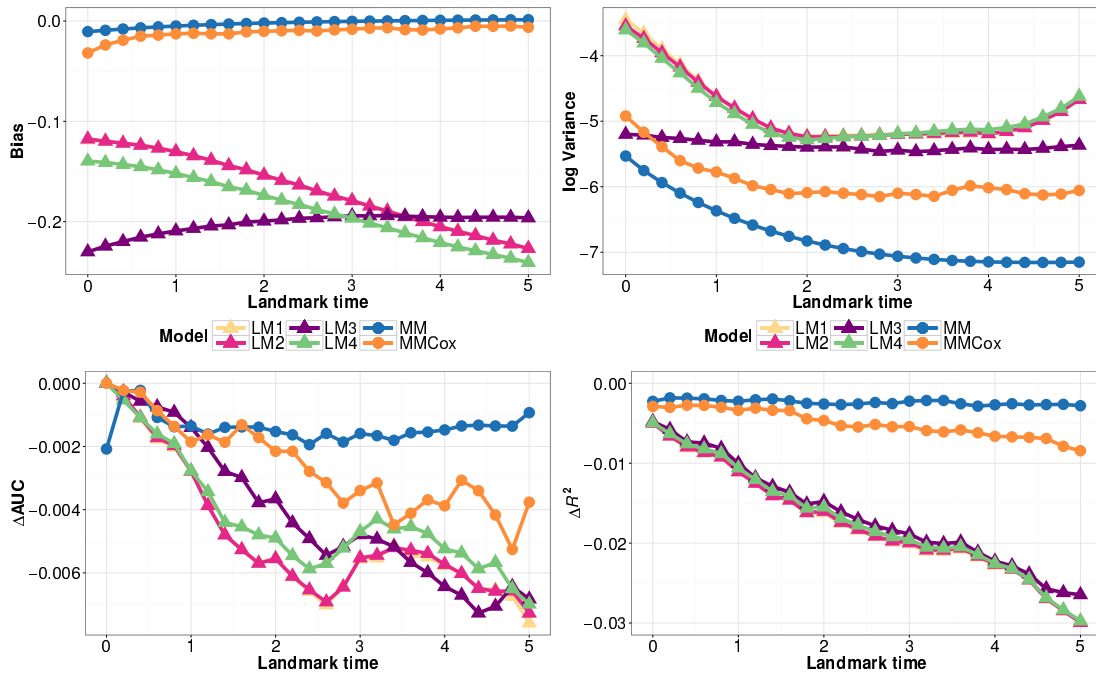 0.0
−0.1
−0.2
Bias
0 1 2 3 4 5
Landmark time
−4
−5
−6
−7
log Variance
0 1 2 3 4 5
Landmark time
Model LM1 LM3 MM
LM2 LM4 MMCox
Model LM1 LM3 MM
LM2 LM4 MMCox
0.000
−0.002
−0.004
−0.006
ΔAUC
0 1 2 3 4 5
Landmark time
0.00
−0.01
−0.02
−0.03
ΔR²
0 1 2 3 4 5
Landmark time